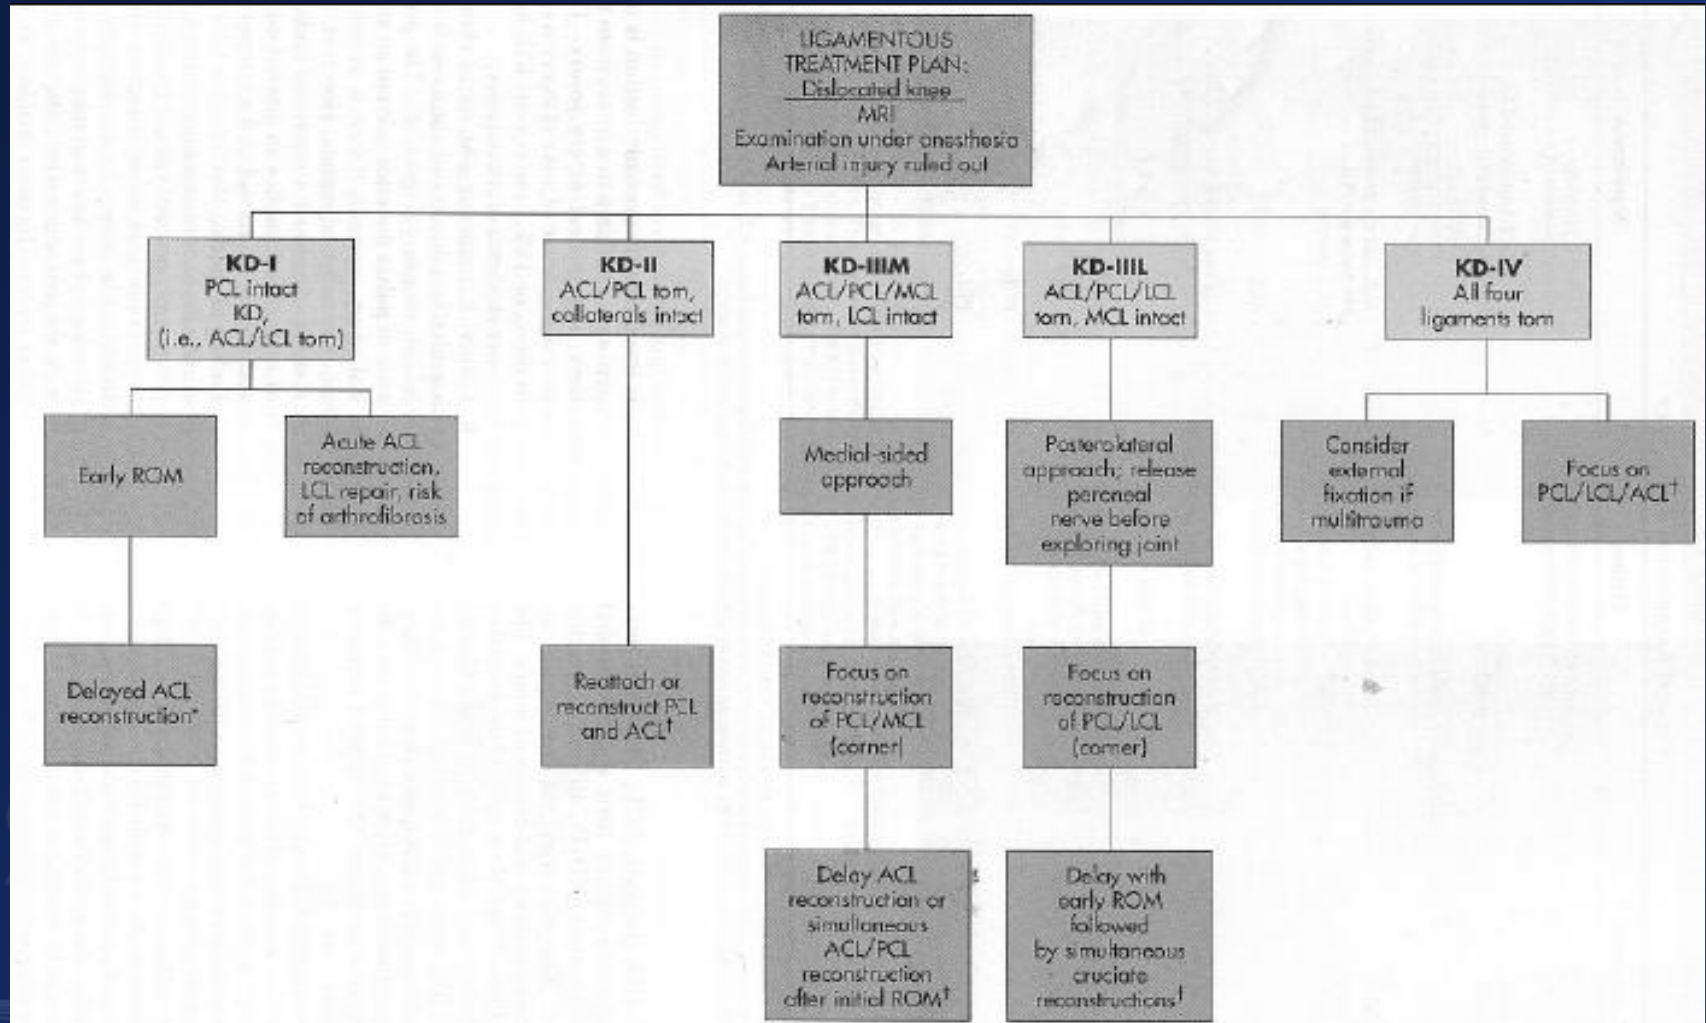 LIGAMENTOUS
TREATMENT PLAN:
Dislocated knee
MRI
Examination under anesthesia
Arterial injury ruled out
KD-I
PCL intact
KD,
(i.e., ACL/LCL torn)
KD-II
ACL/PCL torn,
collaterals intact
KD-IIIM
ACL/PCL/MCL
torn, LCL intact
KD-IIIL
ACL/PCL/LCL
torn, MCL intact
KD-IV
All four
ligaments torn
Early ROM
Acute ACL
reconstruction,
LCL repair, risk
of arthrofibrosis
Medial-sided
approach
Posterolateral
approach; release
peroneal
nerve before
exploring joint
Consider
external
fixation if
multitrauma
Focus on
PCL/LCL/ACL†
Delayed ACL
reconstruction*
Reattach or
reconstruct PCL
and ACL†
Focus on
reconstruction
of PCL/MCL
(corner)
Focus on
reconstruction
of PCL/LCL
(corner)
Delay ACL
reconstruction or
simultaneous
ACL/PCL
reconstruction
after initial ROM†
Delay with
early ROM
followed
by simultaneous
cruciate
reconstructions†